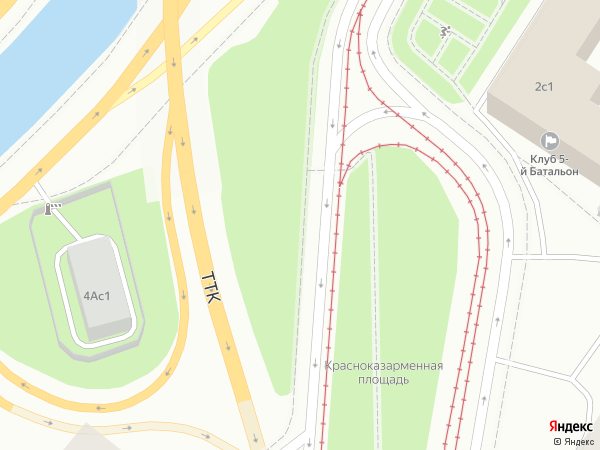 2с1
Клуб 5-
й Батальон
4Ас1
ТТК
Красноказарменная
площадь
Яндекс
© Яндекс